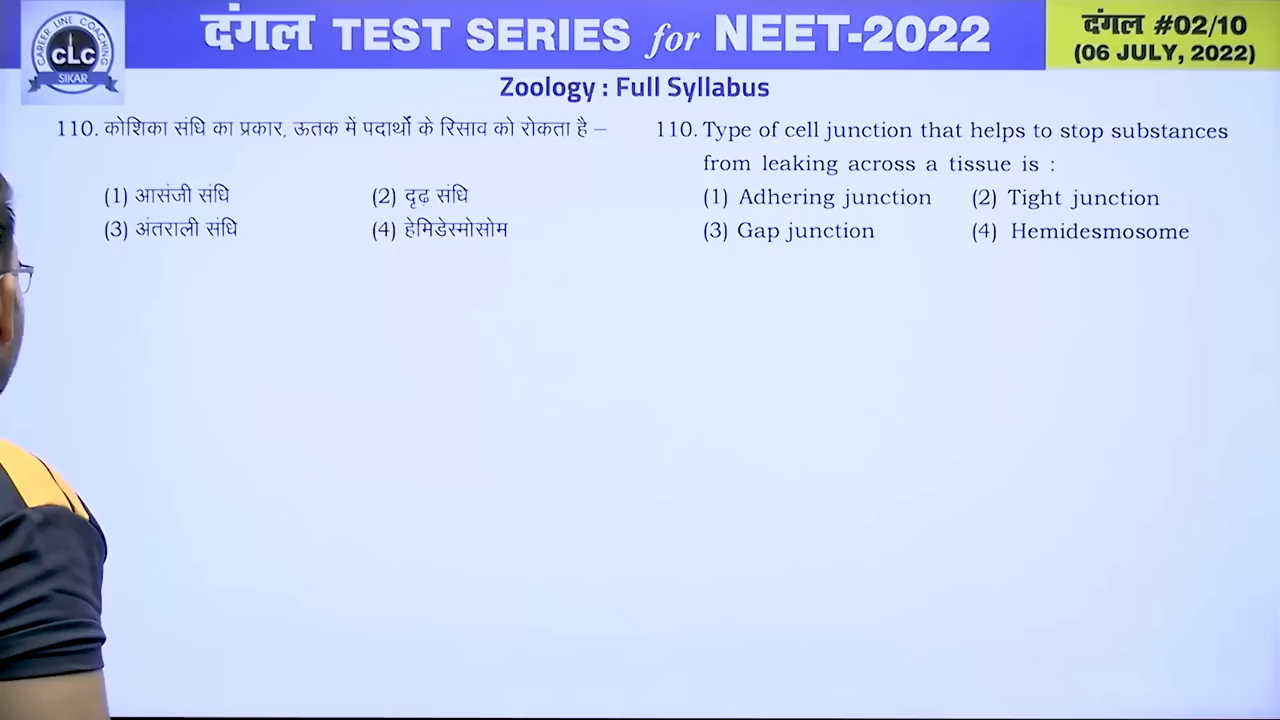 CAREER LINE COACHING
CLC
SIKAR
दंगल TEST SERIES for NEET-2022
दंगल #02/10
(06 JULY, 2022)
Zoology : Full Syllabus
110. कोशिका संधि का प्रकार, ऊतक में पदार्थों के रिसाव को रोकता है –
(1) आसंजी संधि (2) दृढ़ संधि
(3) अंतराली संधि (4) हेमिडेस्मोसोम
110. Type of cell junction that helps to stop substances
from leaking across a tissue is :
(1) Adhering junction (2) Tight junction
(3) Gap junction (4) Hemidesmosome